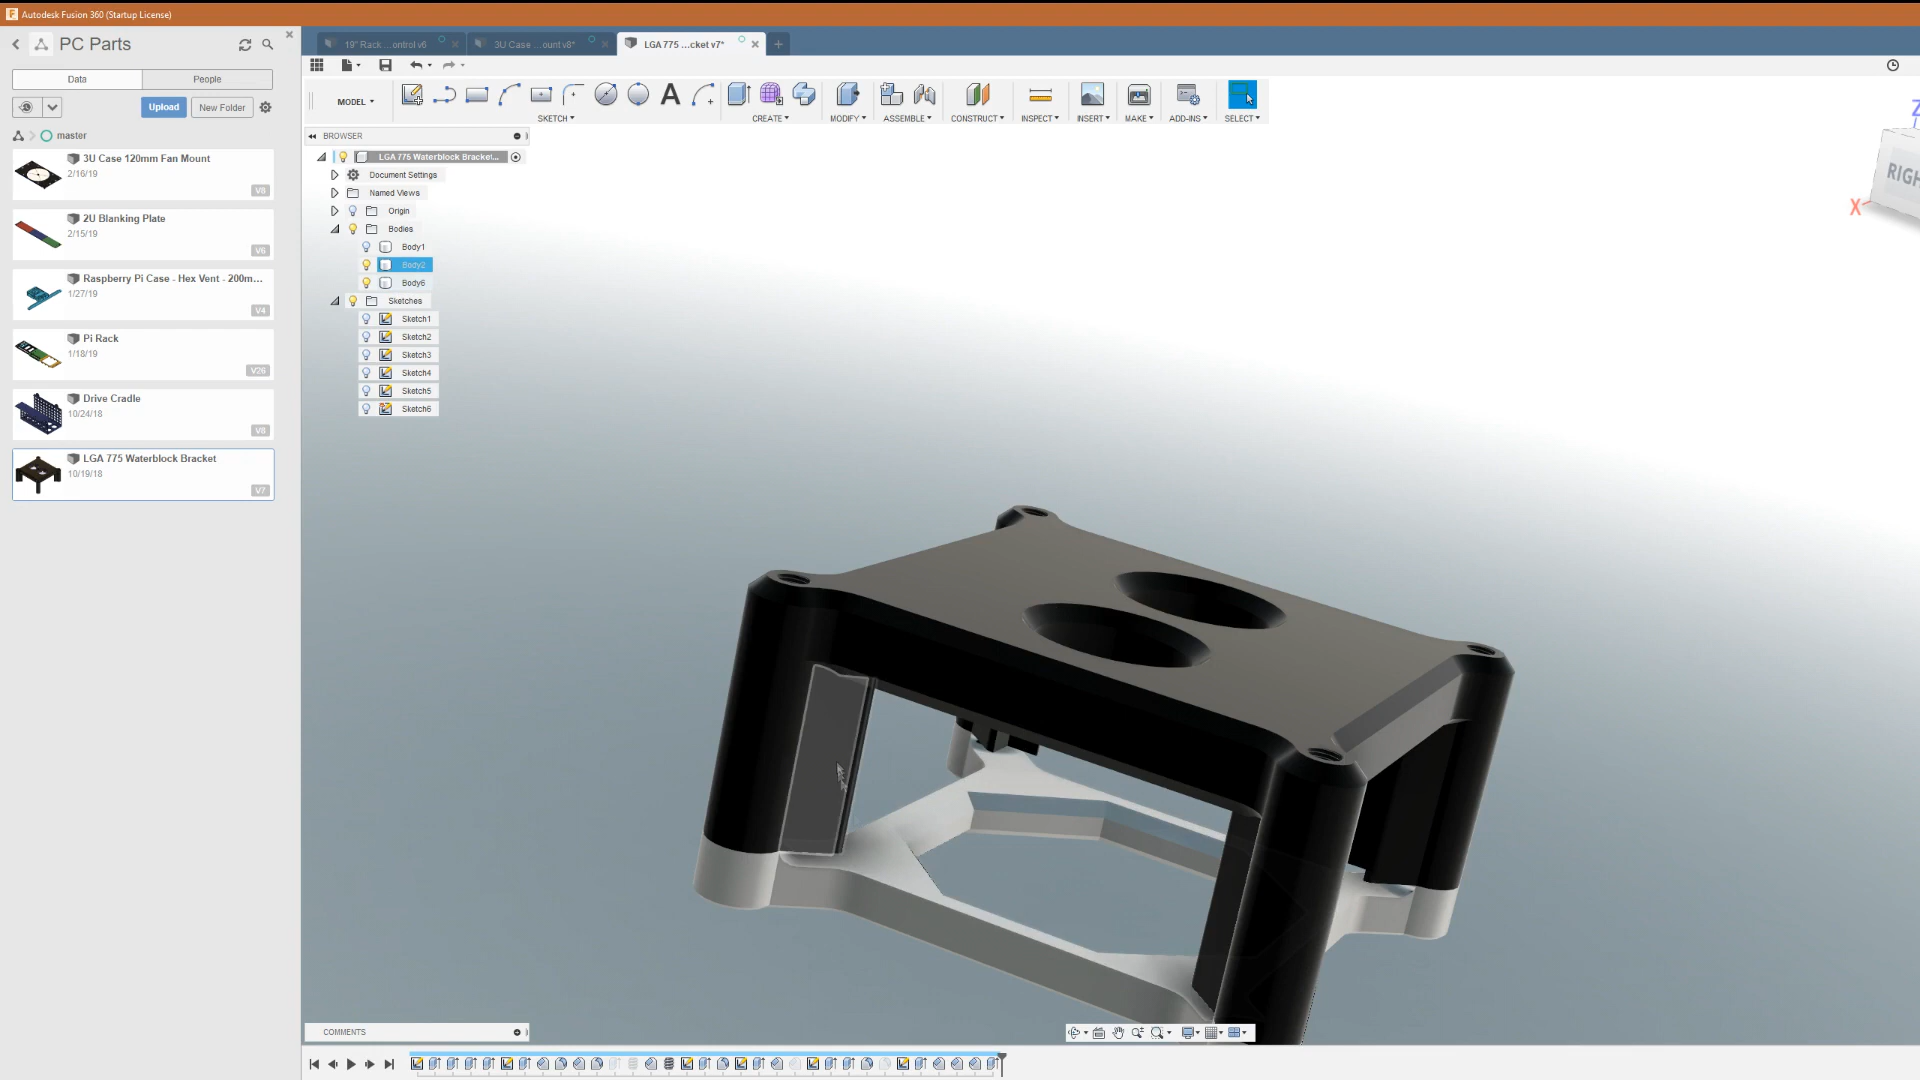 Autodesk Fusion 360 (Startup License)
PC Parts
Data
People
Upload
New Folder
master
3U Case 120mm Fan Mount
2/16/19
V8
2U Blanking Plate
2/15/19
V6
Raspberry Pi Case - Hex Vent - 200m...
1/27/19
V4
Pi Rack
1/18/19
V26
Drive Cradle
10/24/18
V8
LGA 775 Waterblock Bracket
10/19/18
V7
19" Rack ...ontrol v6
3U Case ...ount v8*
LGA 775 ...cket v7*
MODEL
SKETCH
CREATE
MODIFY
ASSEMBLE
CONSTRUCT
INSPECT
INSERT
MAKE
ADD-INS
SELECT
BROWSER
LGA 775 Waterblock Bracket...
Document Settings
Named Views
Origin
Bodies
Body1
Body2
Body6
Sketches
Sketch1
Sketch2
Sketch3
Sketch4
Sketch5
Sketch6
Z
RIGH
X
COMMENTS